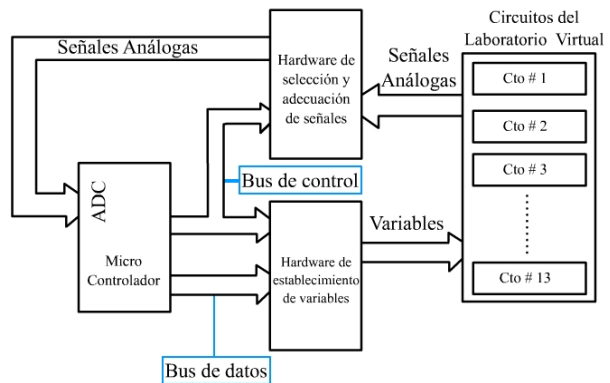 Señales Análogas
Hardware de
selección y
adecuación
de señales
Señales
Análogas
Circuitos del
Laboratorio Virtual
Cto # 1
Cto # 2
Cto # 3
Cto # 13
Bus de control
ADC
Micro
Controlador
Hardware de
establecimiento
de variables
Variables
Bus de datos